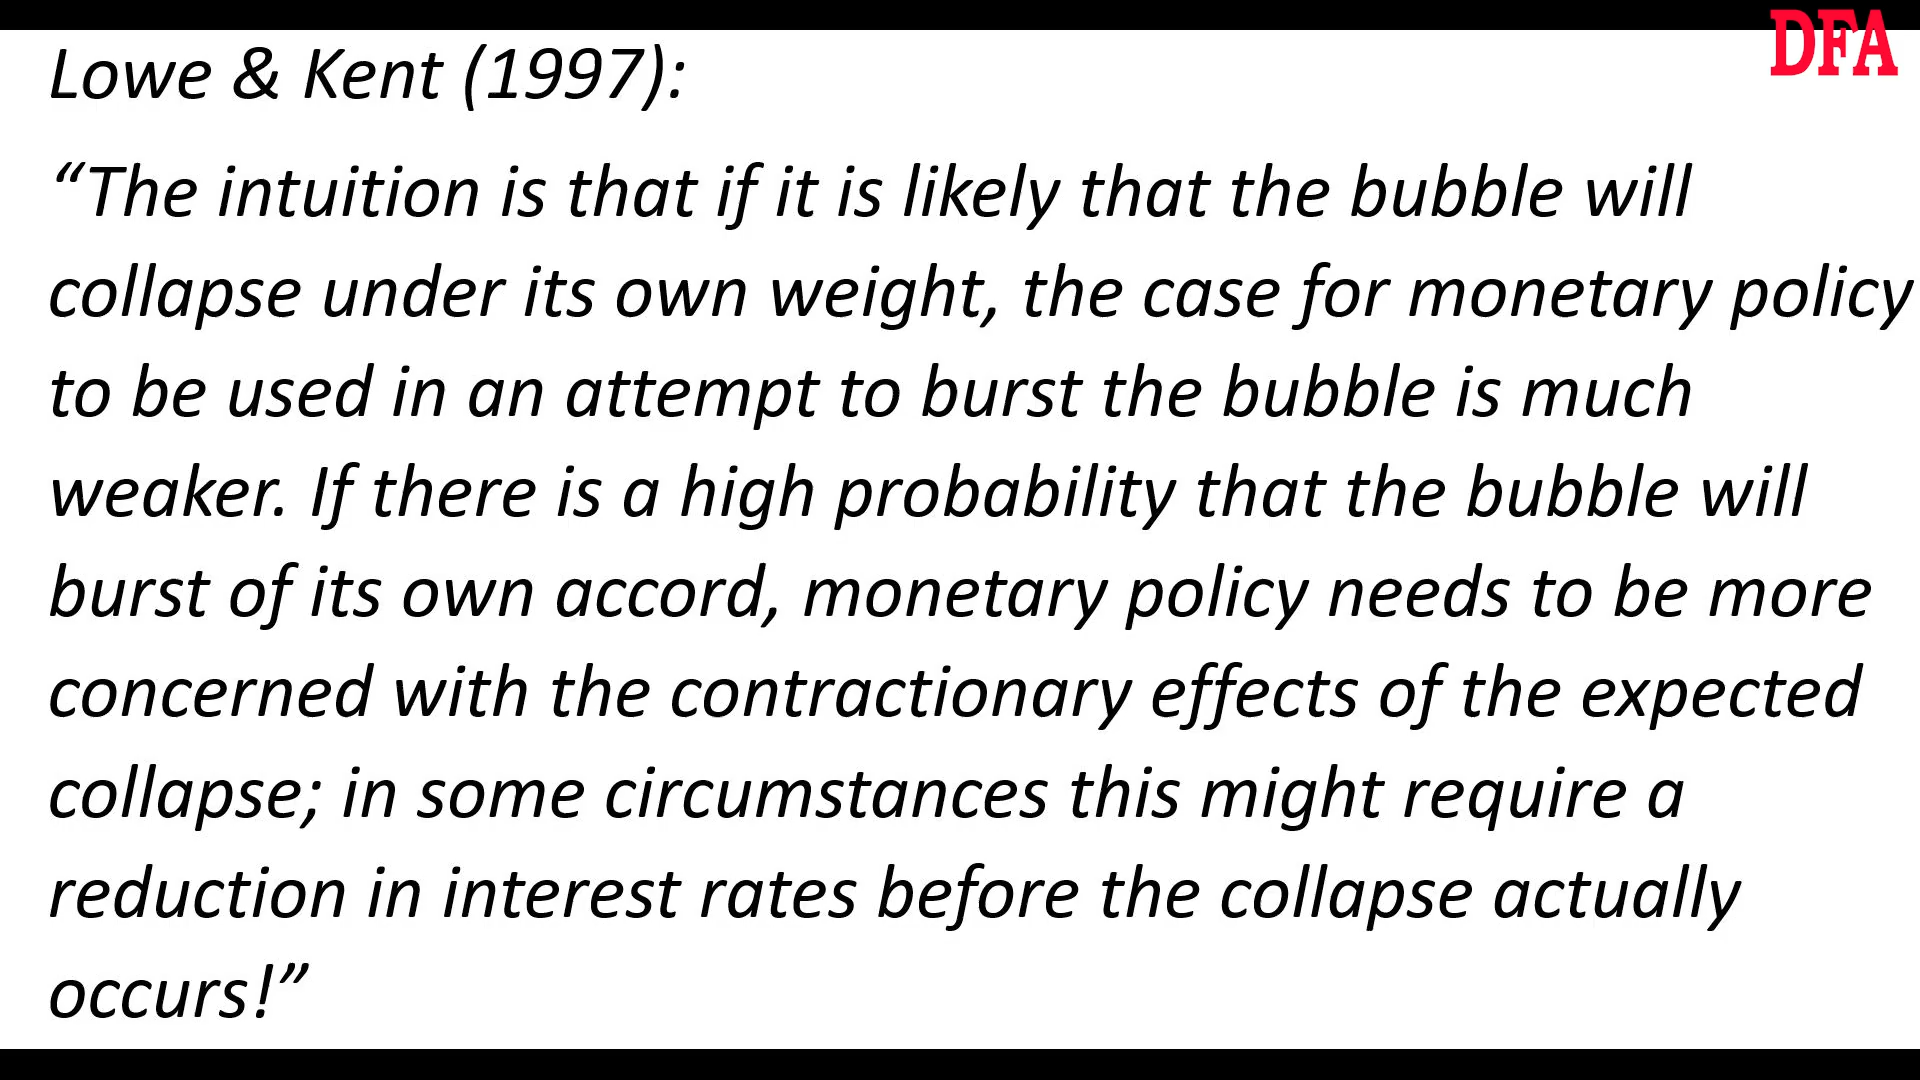 DFA
Lowe & Kent (1997):
“The intuition is that if it is likely that the bubble will
collapse under its own weight, the case for monetary policy
to be used in an attempt to burst the bubble is much
weaker. If there is a high probability that the bubble will
burst of its own accord, monetary policy needs to be more
concerned with the contractionary effects of the expected
collapse; in some circumstances this might require a
reduction in interest rates before the collapse actually
occurs!”